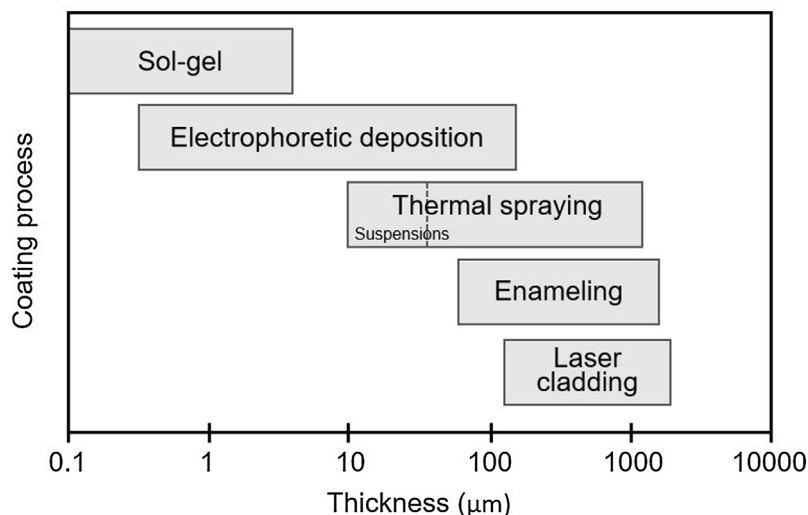 Sol-gel
Electrophoretic deposition
Thermal spraying
Suspensions
Enameling
Laser
cladding
Coating process
0.1 1 10 100 1000 10000
Thickness (μm)